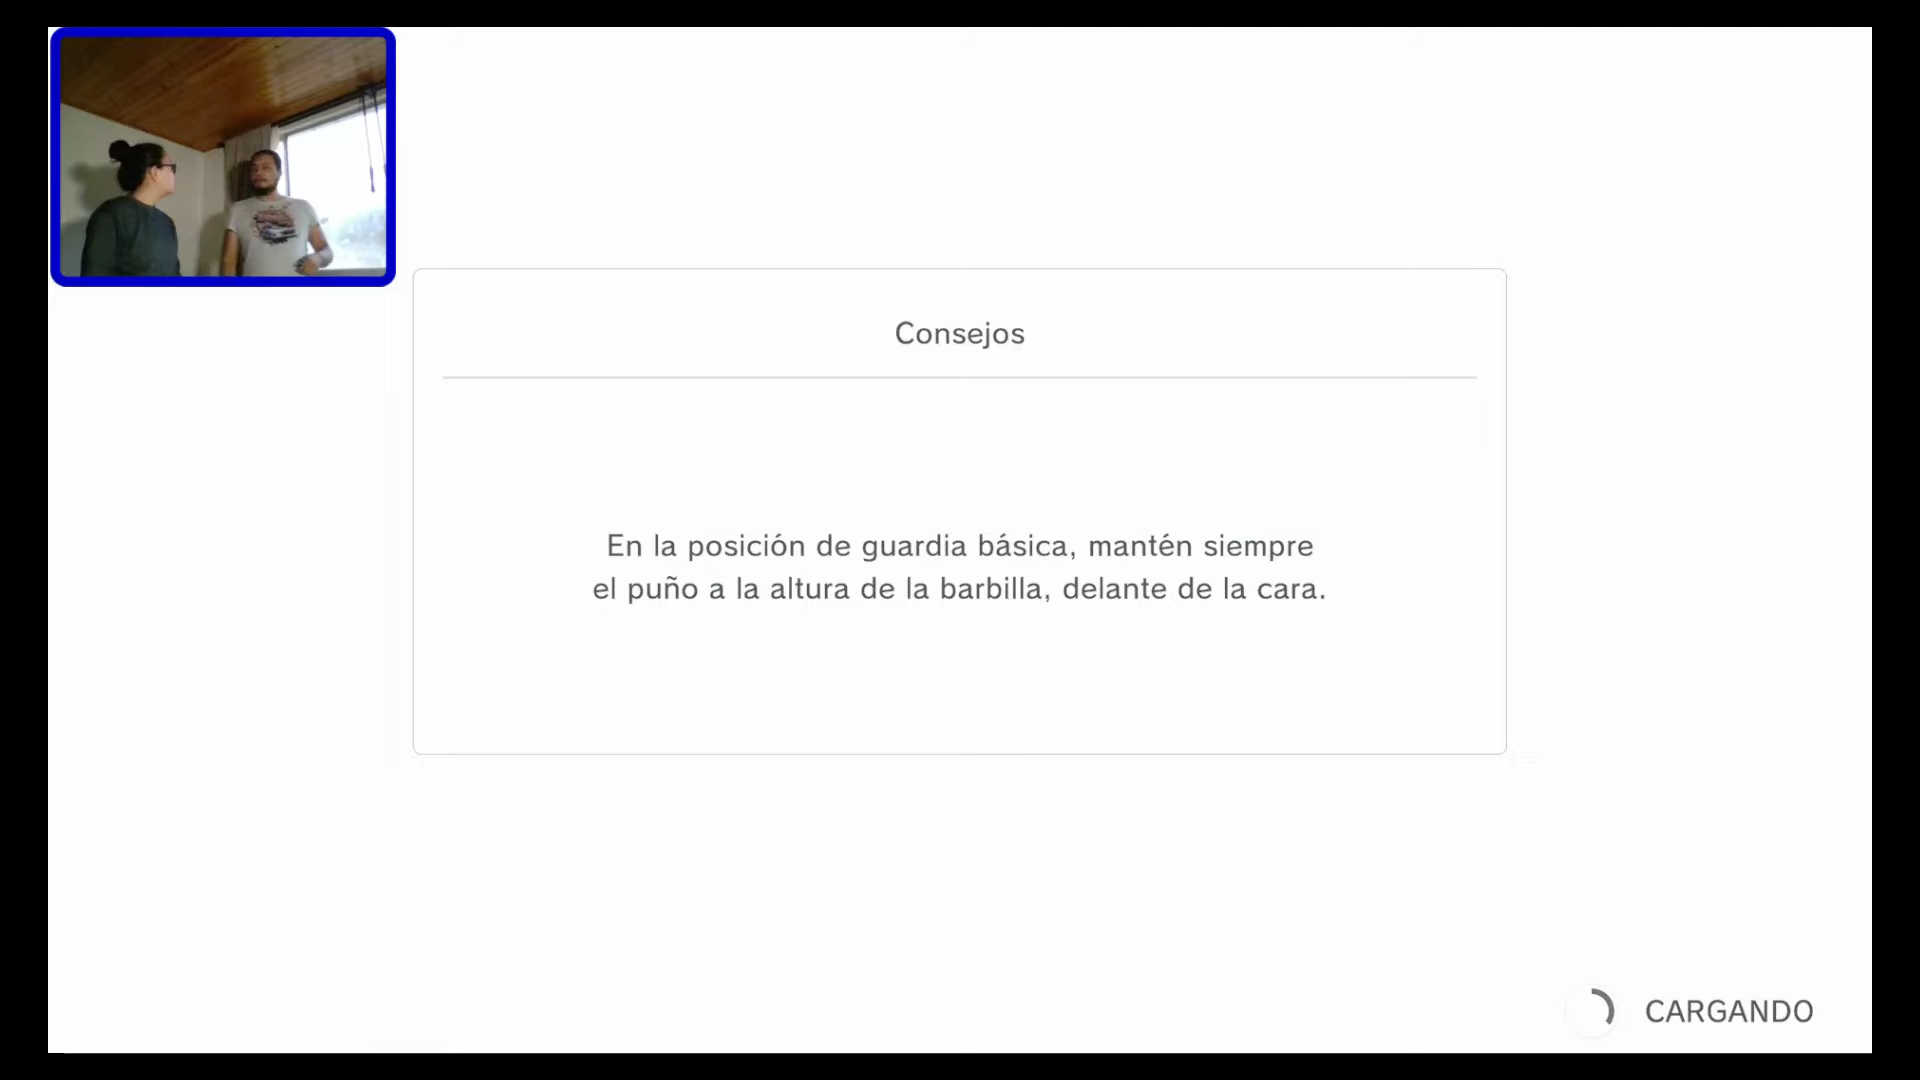 Consejos
En la posición de guardia básica, mantén siempre
el puño a la altura de la barbilla, delante de la cara.
CARGANDO